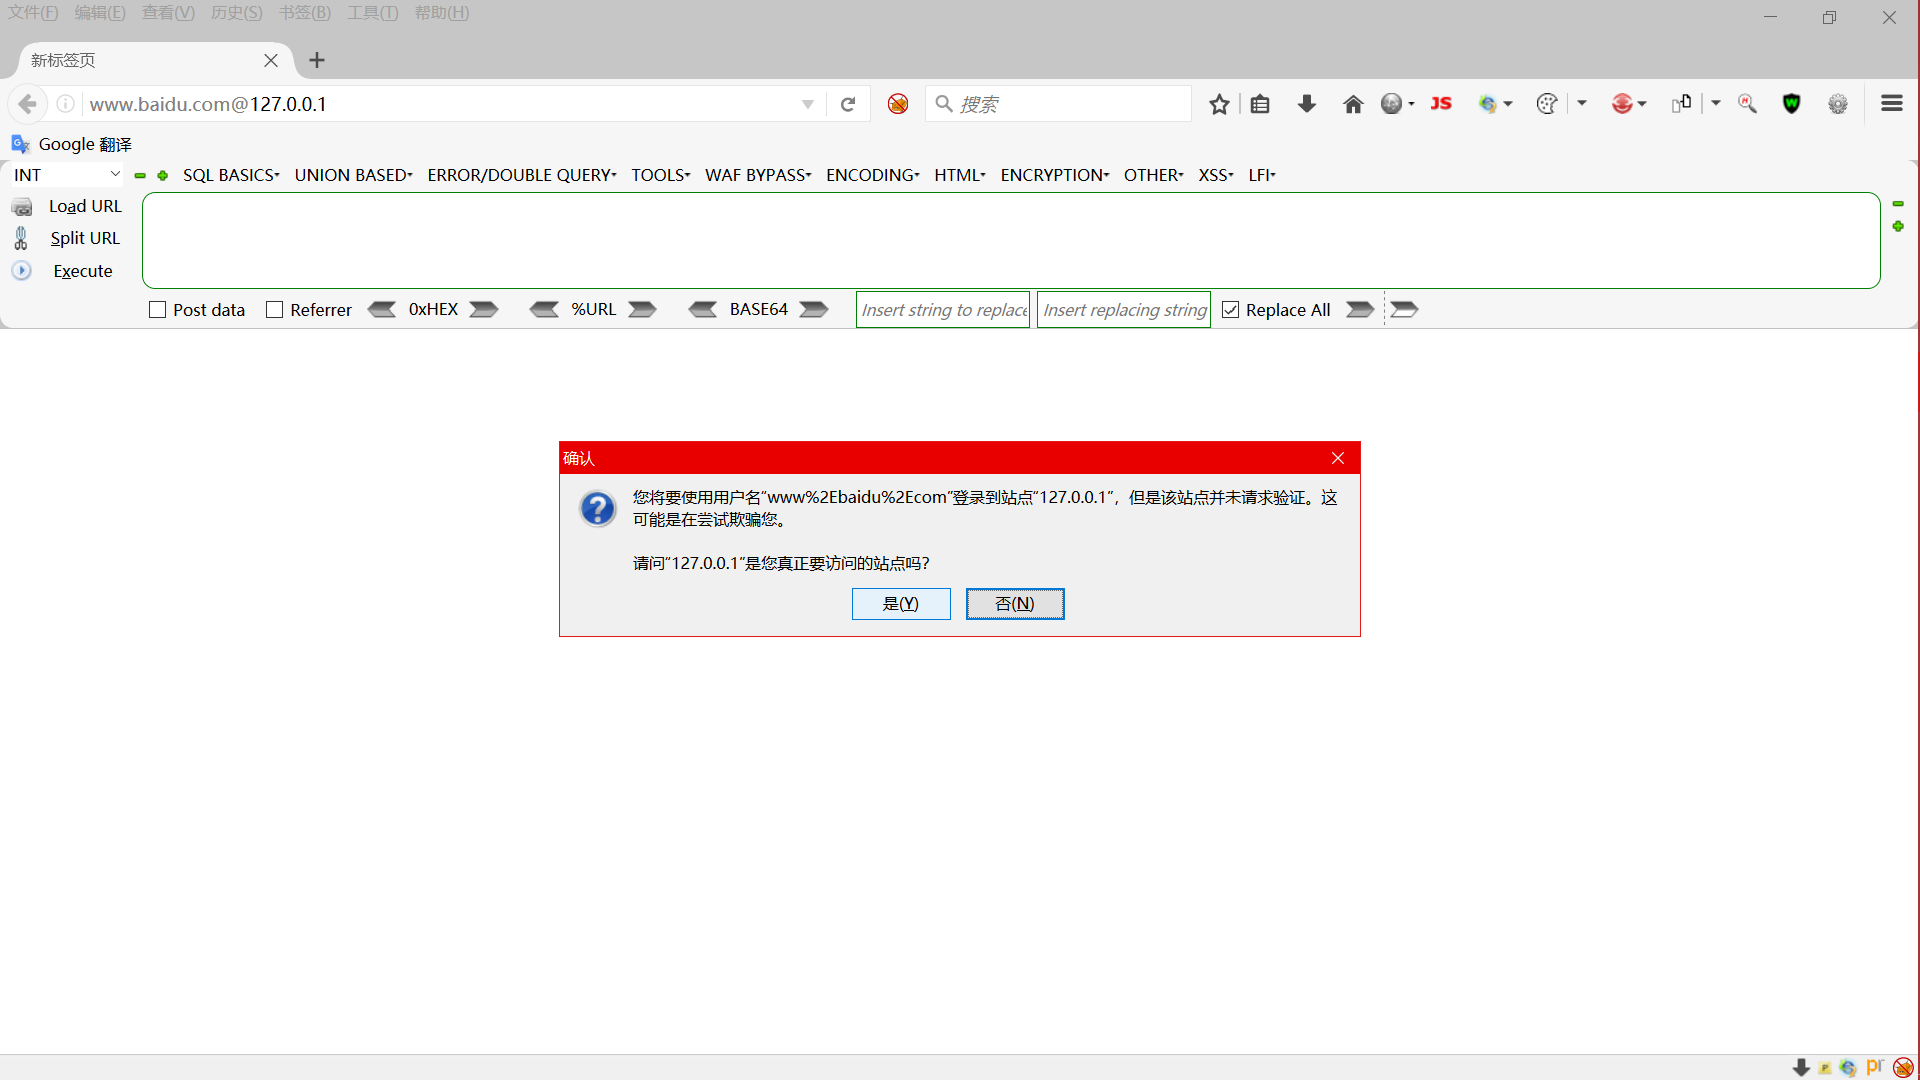 文件(F) 编辑(E) 查看(V) 历史(S) 书签(B) 工具(T) 帮助(H)
新标签页
www.baidu.com@127.0.0.1
搜索
JS
Google 翻译
INT
SQL BASICS
UNION BASED
ERROR/DOUBLE QUERY
TOOLS
WAF BYPASS
ENCODING
HTML
ENCRYPTION
OTHER
XSS
LFI
Load URL
Split URL
Execute
Post data
Referrer
0xHEX
%URL
BASE64
Insert string to replace
Insert replacing string
Replace All
确认
您将要使用用户名“www%2Ebaidu%2Ecom”登录到站点“127.0.0.1”，但是该站点并未请求验证。这
可能是在尝试欺骗您。
请问“127.0.0.1”是您真正要访问的站点吗？
是(Y)
否(N)
pr